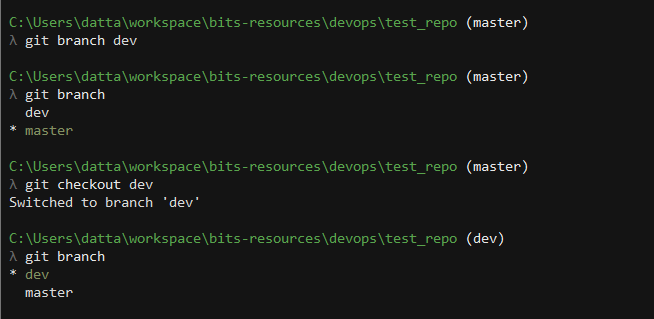 C:\Users\datta\workspace\bits-resources\devops\test_repo (master)
λ git branch dev
C:\Users\datta\workspace\bits-resources\devops\test_repo (master)
λ git branch
  dev
* master
C:\Users\datta\workspace\bits-resources\devops\test_repo (master)
λ git checkout dev
Switched to branch 'dev'
C:\Users\datta\workspace\bits-resources\devops\test_repo (dev)
λ git branch
* dev
  master